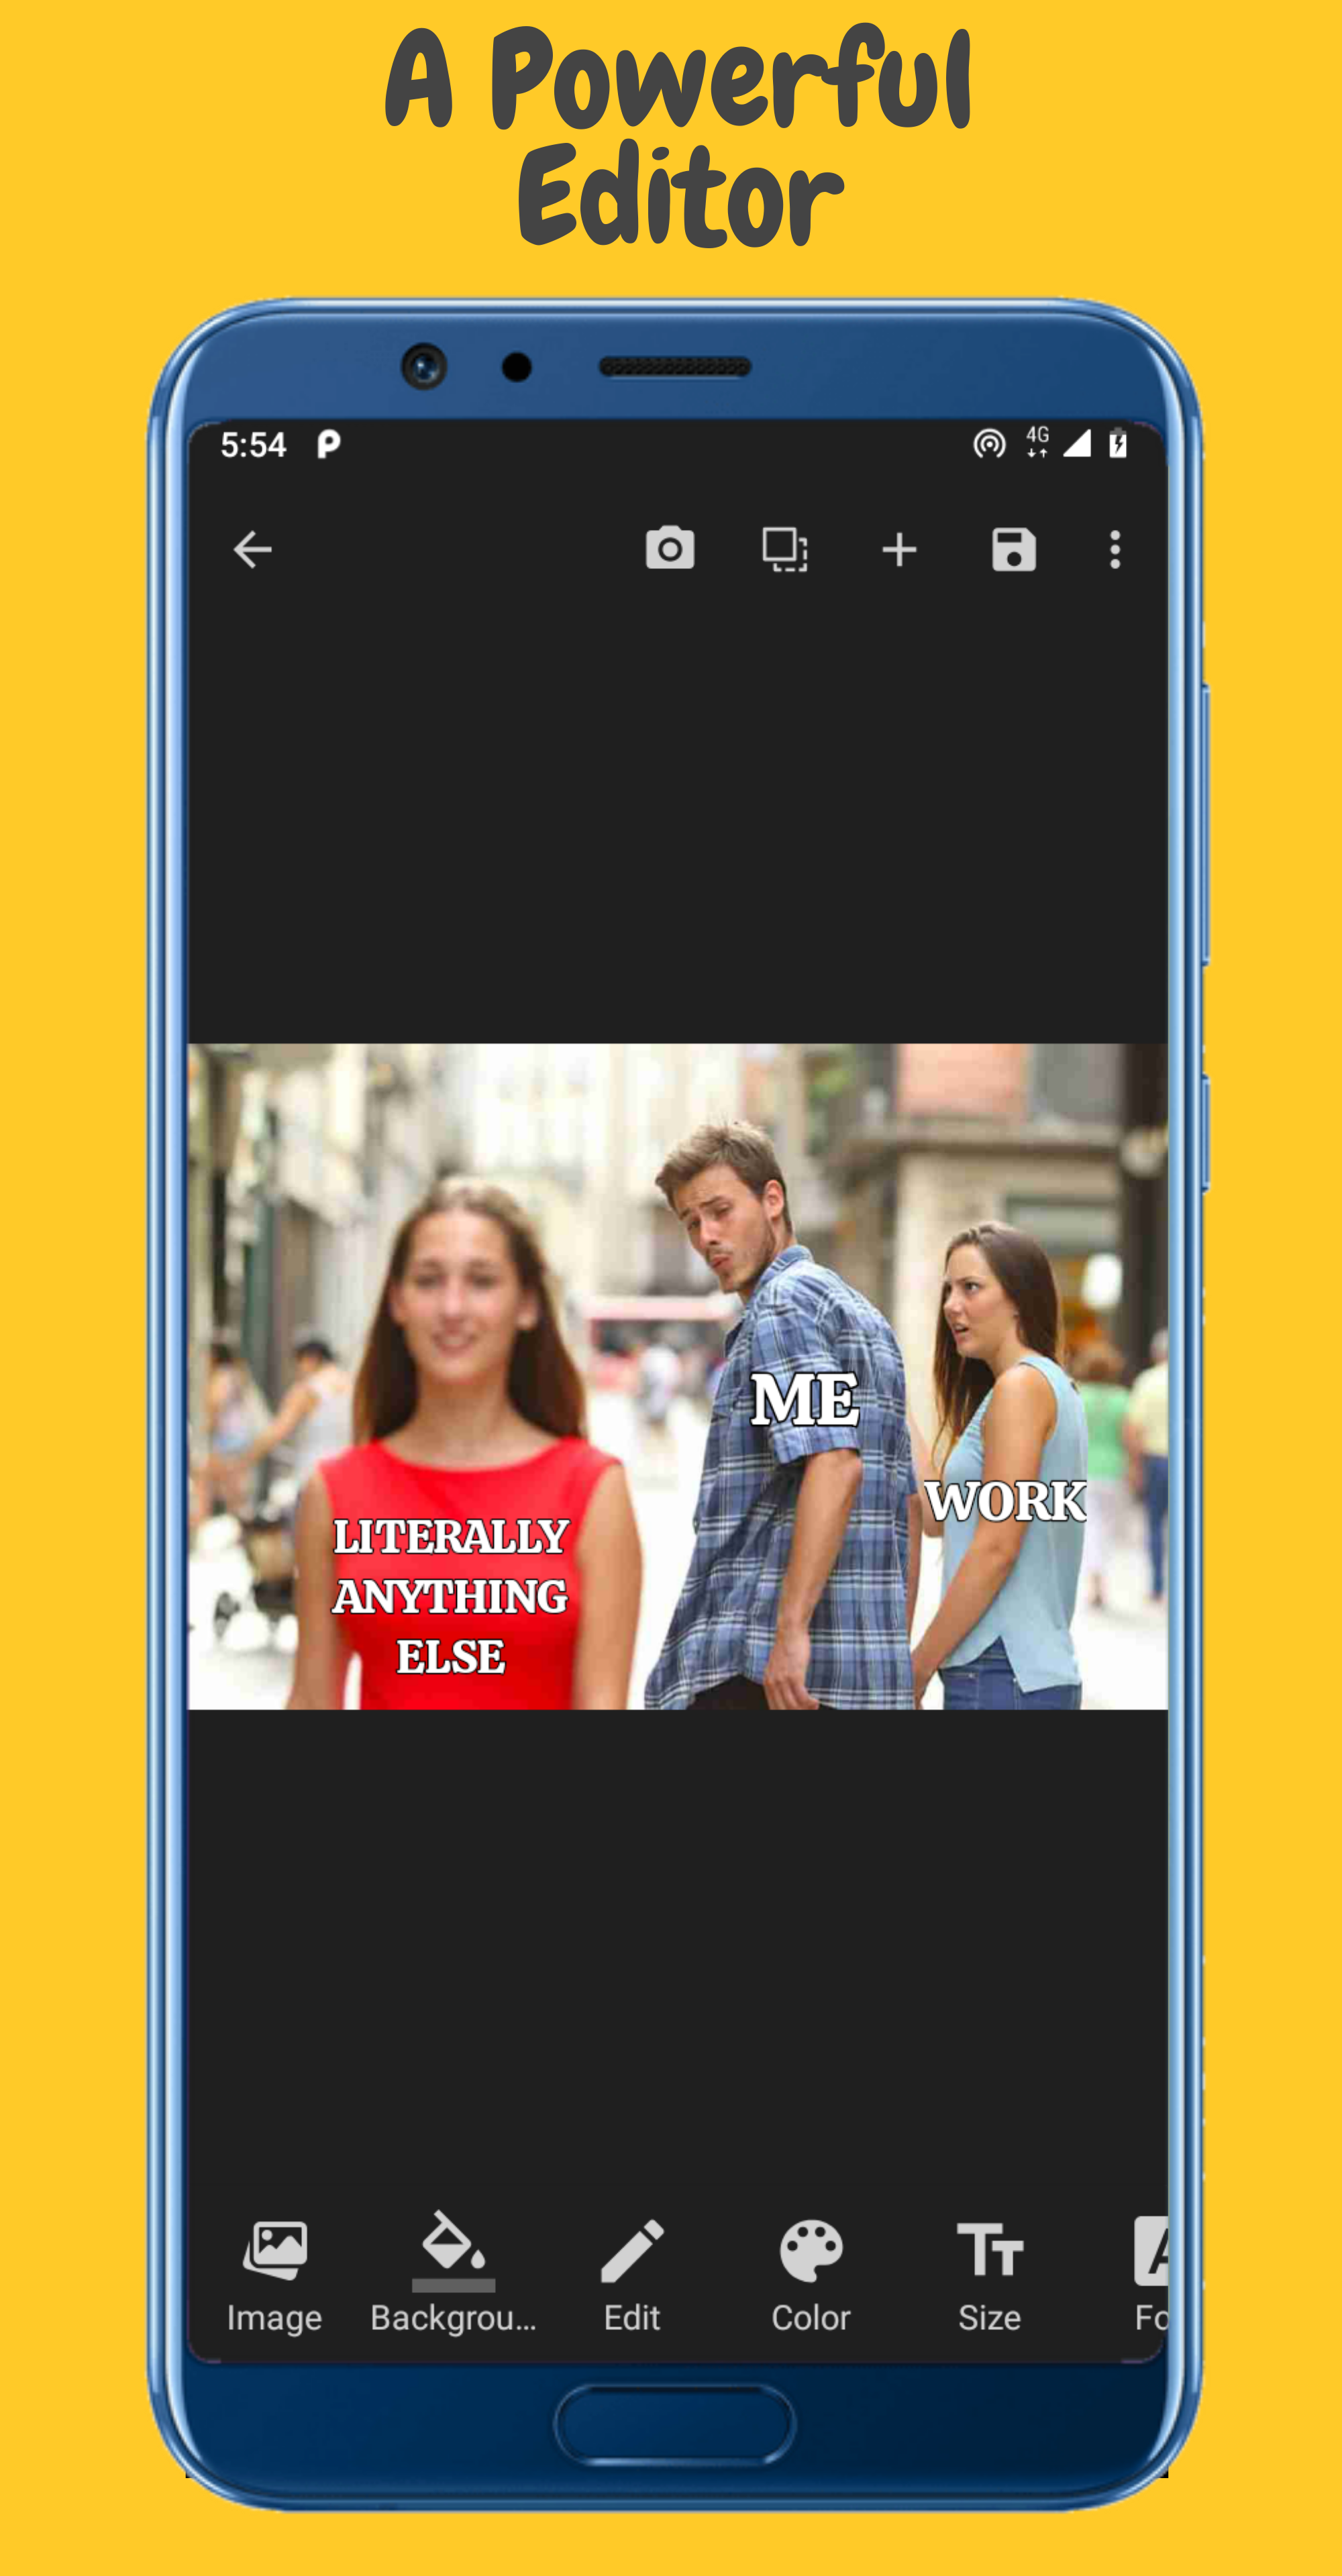 A Powerful
Editor
5:54
4G
ME
WORK
LITERALLY
ANYTHING
ELSE
Image
Backgrou...
Edit
Color
Size
Fo